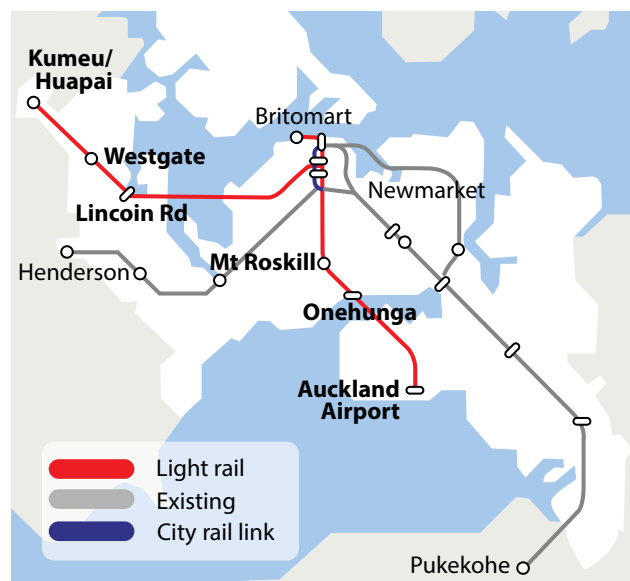 Kumeu/
Huapai
Britomart
Westgate
Newmarket
Lincoin Rd
Henderson
Mt Roskill
Onehunga
Auckland
Airport
Light rail
Existing
City rail link
Pukekohe